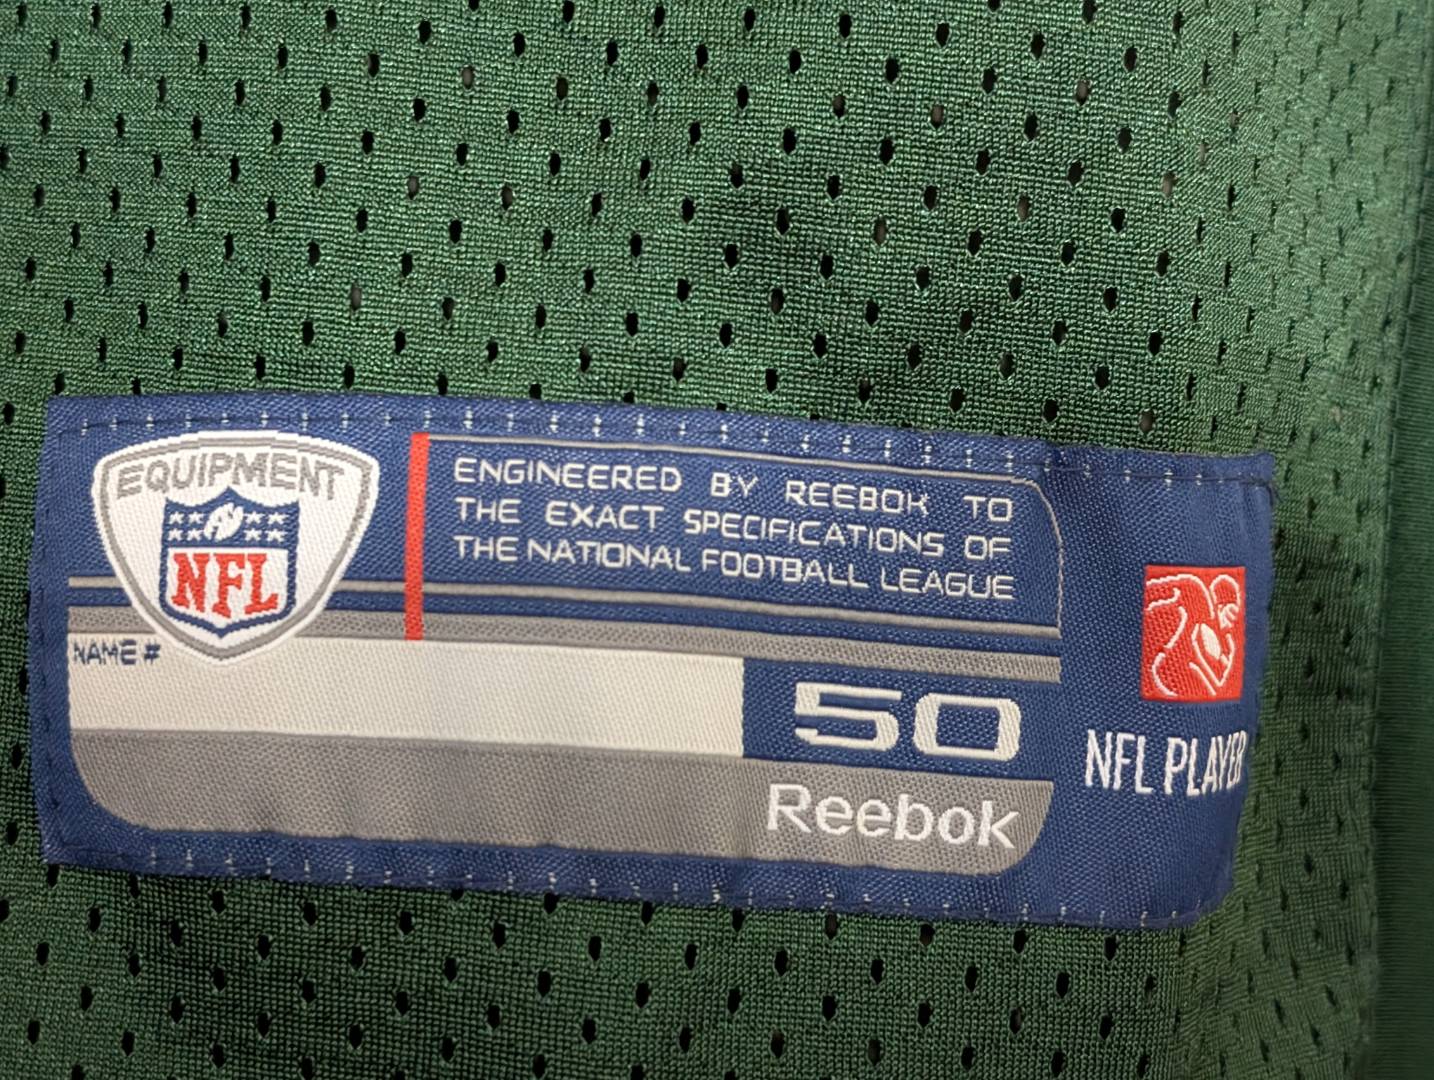 EQUIPMENT
NFL
ENGINEERED BY REEBOK TO
THE EXACT SPECIFICATIONS OF
THE NATIONAL FOOTBALL LEAGUE
NAME #
50
Reebok
NFL PLAYER